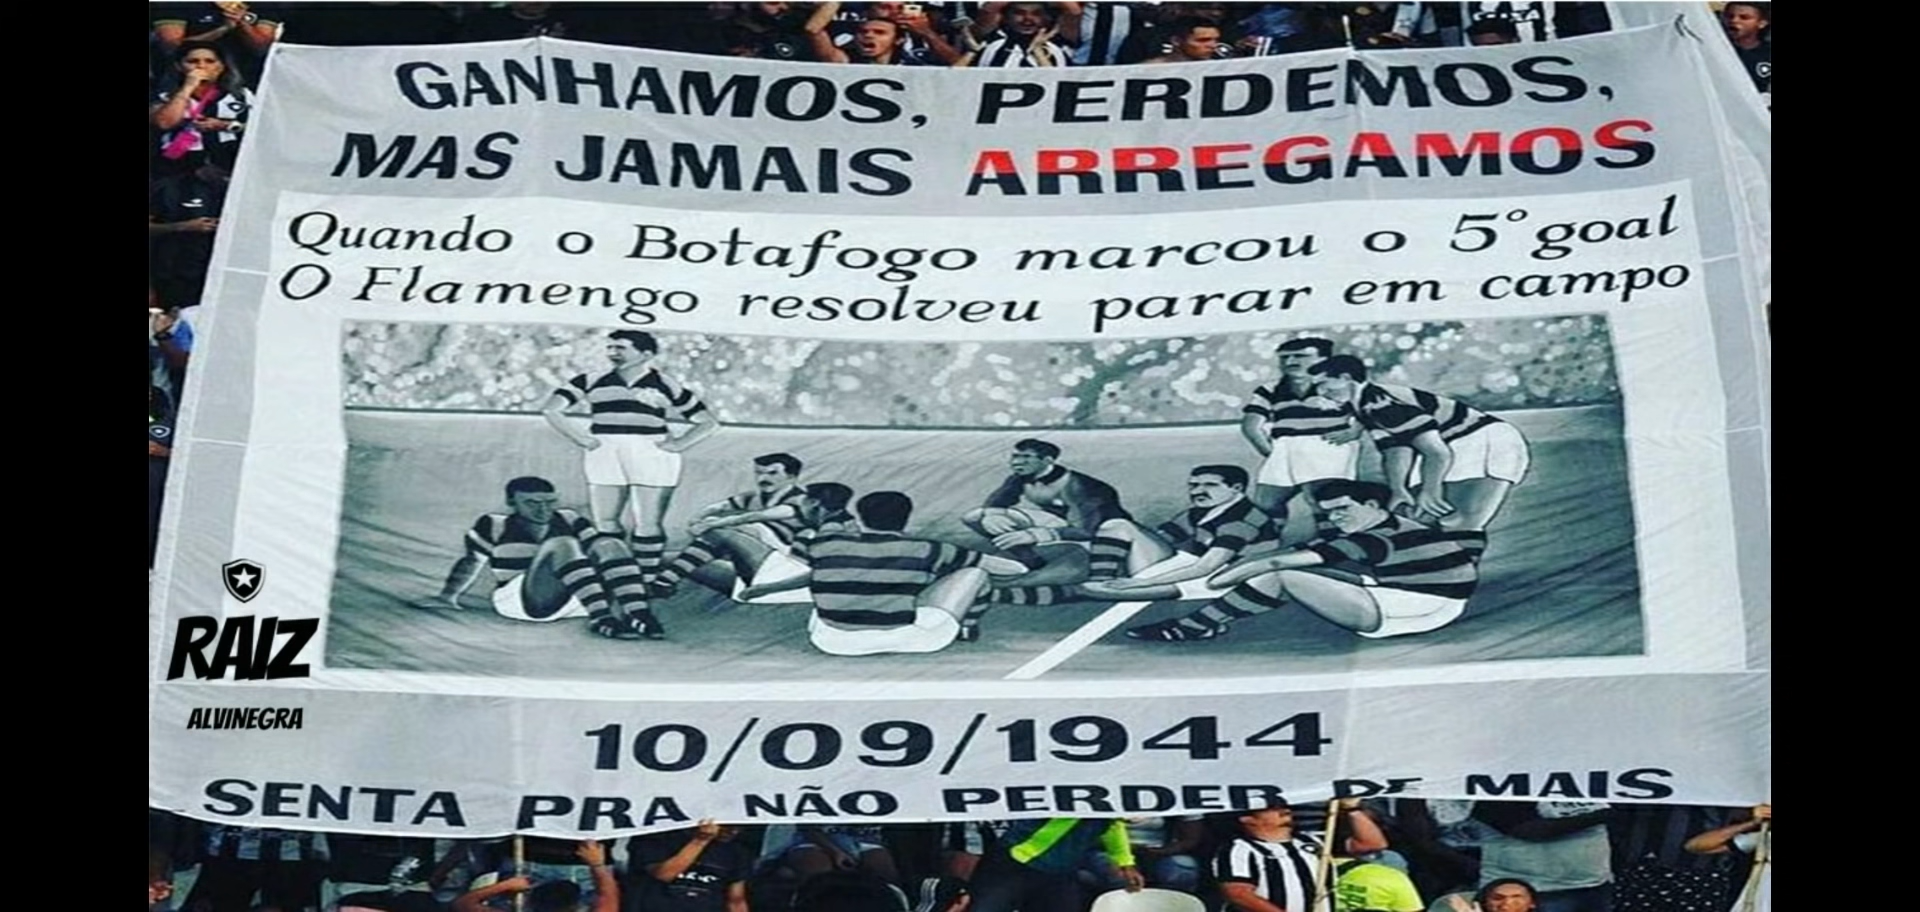 GANHAMOS, PERDEMOS,
MAS JAMAIS ARREGAMOS
Quando o Botafogo marcou o 5º goal
O Flamengo resolveu parar em campo
RAIZ
ALVINEGRA
10/09/1944
SENTA PRA NÃO PERDER DE MAIS